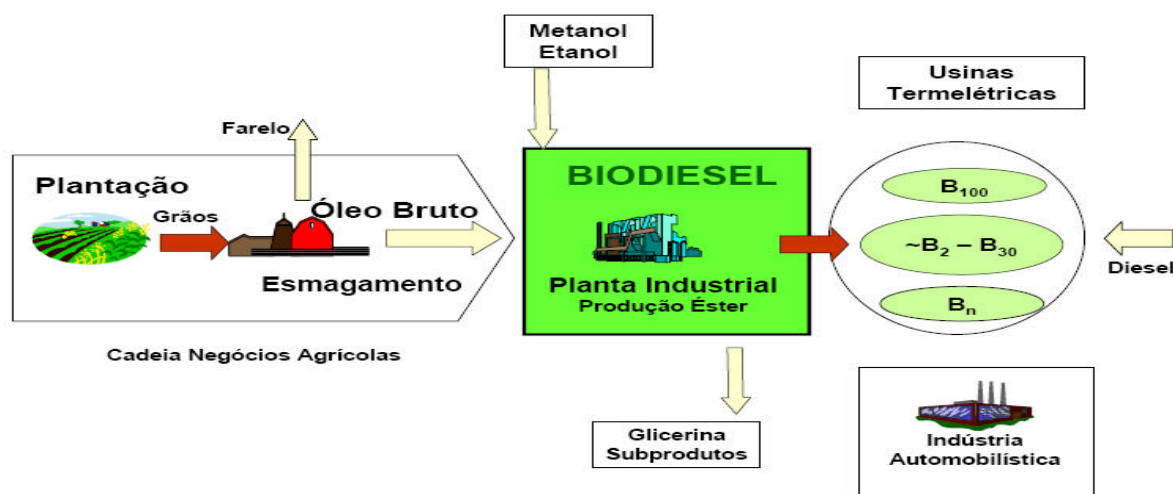 Metanol
Etanol
Usinas
Termelétricas
Farelo
Plantação
Grãos
Óleo Bruto
Esmagamento
Cadeia Negócios Agrícolas
BIODIESEL
Planta Industrial
Produção Éster
B100
~B2 – B30
Bn
Diesel
Glicerina
Subprodutos
Indústria
Automobilística